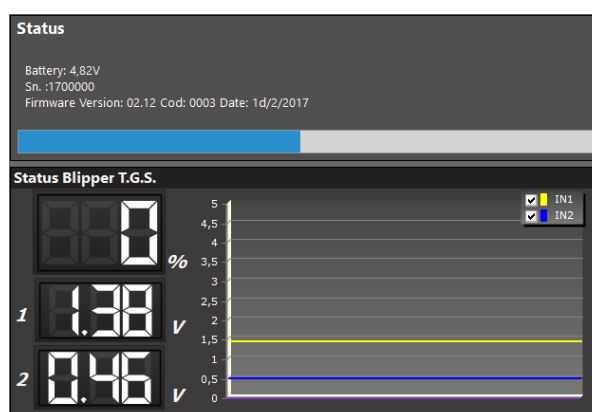 Status
Battery: 4,82V
Sn. :1700000
Firmware Version: 02.12 Cod: 0003 Date: 1d/2/2017
Status Blipper T.G.S.
0 %
1 1.38 V
2 0.46 V
5
4,5
4
3,5
3
2,5
2
1,5
1
0,5
0
IN1
IN2